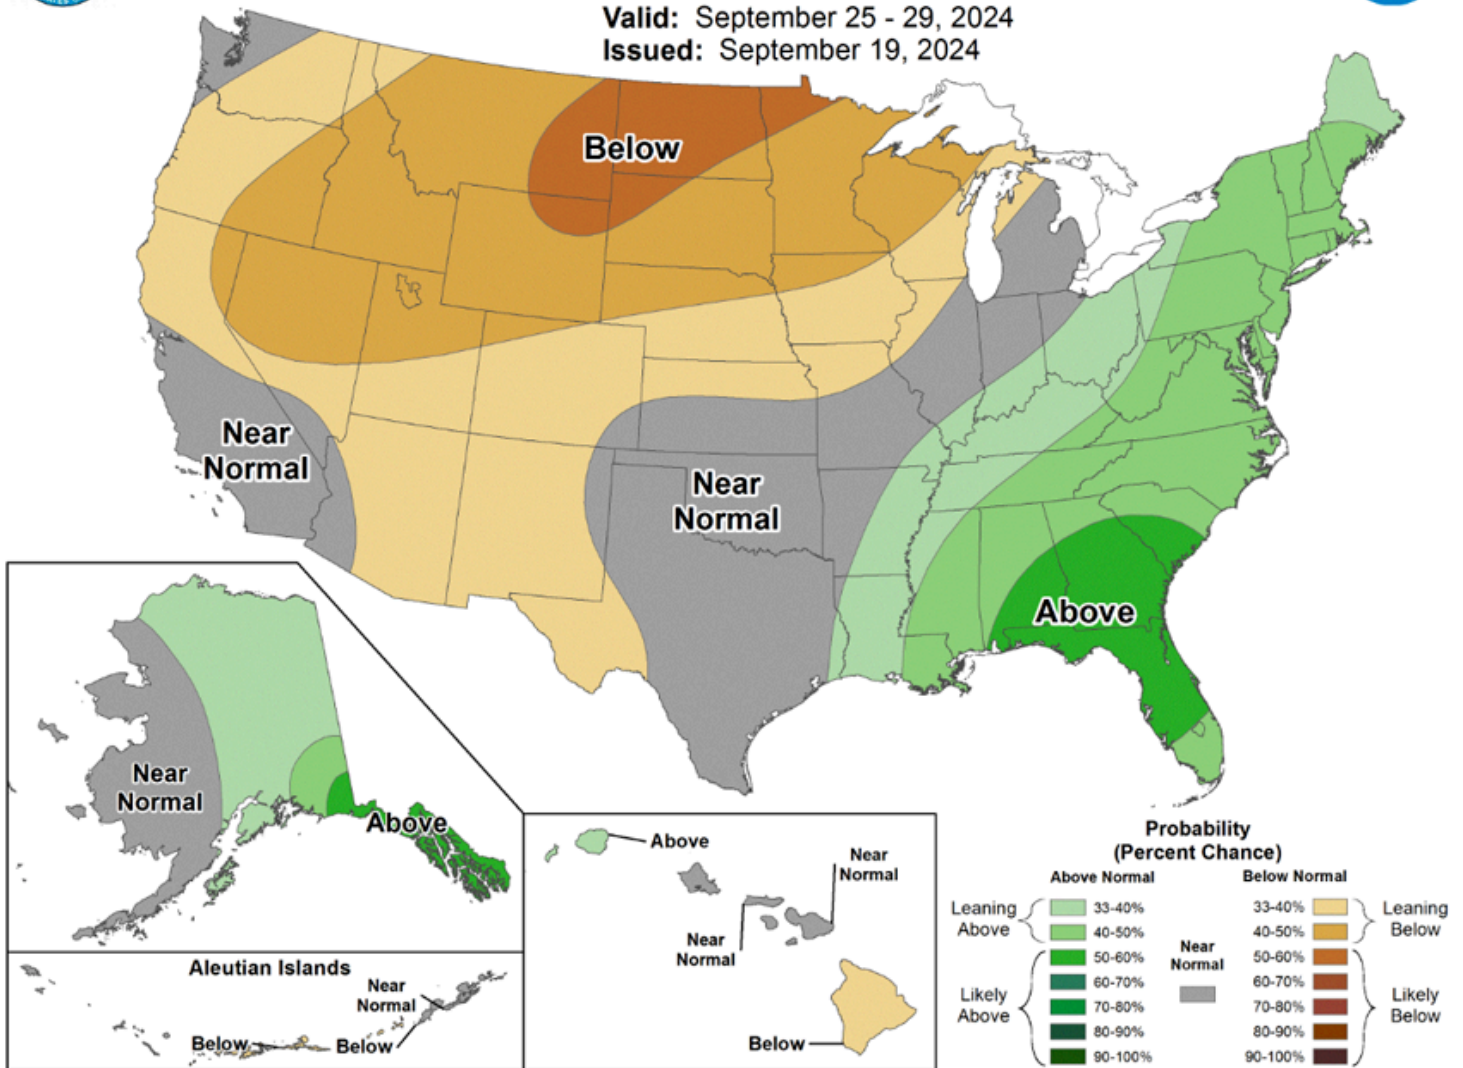 Valid: September 25 - 29, 2024
Issued: September 19, 2024
Below
Near
Normal
Near
Normal
Above
Near
Normal
Above
Aleutian Islands
Near
Normal
Below
Below
Above
Near
Normal
Near
Normal
Below
Probability
(Percent Chance)
Above Normal
Below Normal
Leaning
Above
33-40%
40-50%
50-60%
60-70%
70-80%
80-90%
90-100%
Likely
Above
Near
Normal
33-40%
40-50%
50-60%
60-70%
70-80%
80-90%
90-100%
Leaning
Below
Likely
Below